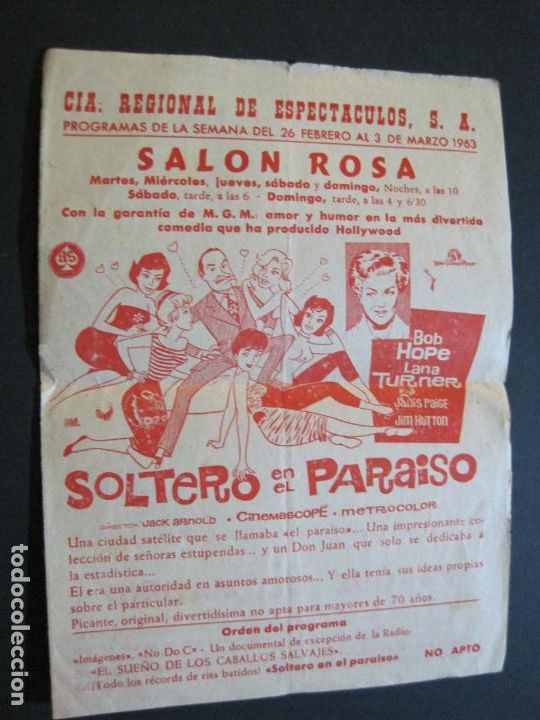 CIA. REGIONAL DE ESPECTACULOS, S. A.
PROGRAMAS DE LA SEMANA DEL 26 FEBRERO AL 3 DE MARZO 1963
SALON ROSA
Martes, Miércoles, jueves, sábado y domingo, Noches, a las 10
Sábado, tarde, a las 6 - Domingo, tarde, a las 4 y 6'30
Con la garantía de M. G. M.: amor y humor en la más divertida
comedia que ha producido Hollywood
as
Bob
HOPE
Lana
TURNER
JANIS PAIGE
Jim HUTTON
SOLTERO en el PARAISO
DIRECTOR JACK ARNOLD • CINEMASCOPE • METROCOLOR
Una ciudad satélite que se llamaba «el paraíso»... Una impresionante co-
lección de señoras estupendas... y un Don Juan que solo se dedicaba a
la estadística...
El era una autoridad en asuntos amorosos... Y ella tenía sus ideas propias
sobre el particular.
Picante, original, divertidísima no apta para mayores de 70 años.
Orden del programa
«Imágenes», «No Do C» - Un documental de excepción de la Radio:
«EL SUEÑO DE LOS CABALLOS SALVAJES».
¡Todo los récords de risa batidos! «Soltero en el paraiso» NO APTO
todocoleccion